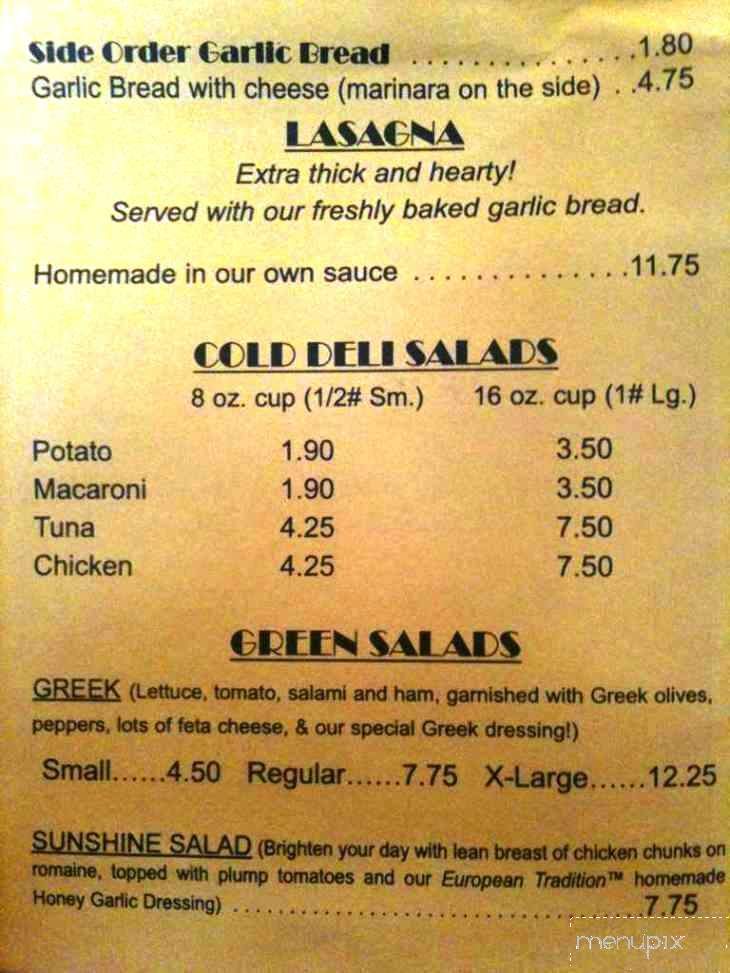 Side Order Garlic Bread ................1.80
Garlic Bread with cheese (marinara on the side) . .4.75
LASAGNA
Extra thick and hearty!
Served with our freshly baked garlic bread.
Homemade in our own sauce ...............11.75
COLD DELI SALADS
8 oz. cup (1/2# Sm.) 16 oz. cup (1# Lg.)
Potato 1.90 3.50
Macaroni 1.90 3.50
Tuna 4.25 7.50
Chicken 4.25 7.50
GREEN SALADS
GREEK (Lettuce, tomato, salami and ham, garnished with Greek olives,
peppers, lots of feta cheese, & our special Greek dressing!)
Small......4.50 Regular......7.75 X-Large......12.25
SUNSHINE SALAD (Brighten your day with lean breast of chicken chunks on
romaine, topped with plump tomatoes and our European Tradition™ homemade
Honey Garlic Dressing) ..............................7.75
menupix